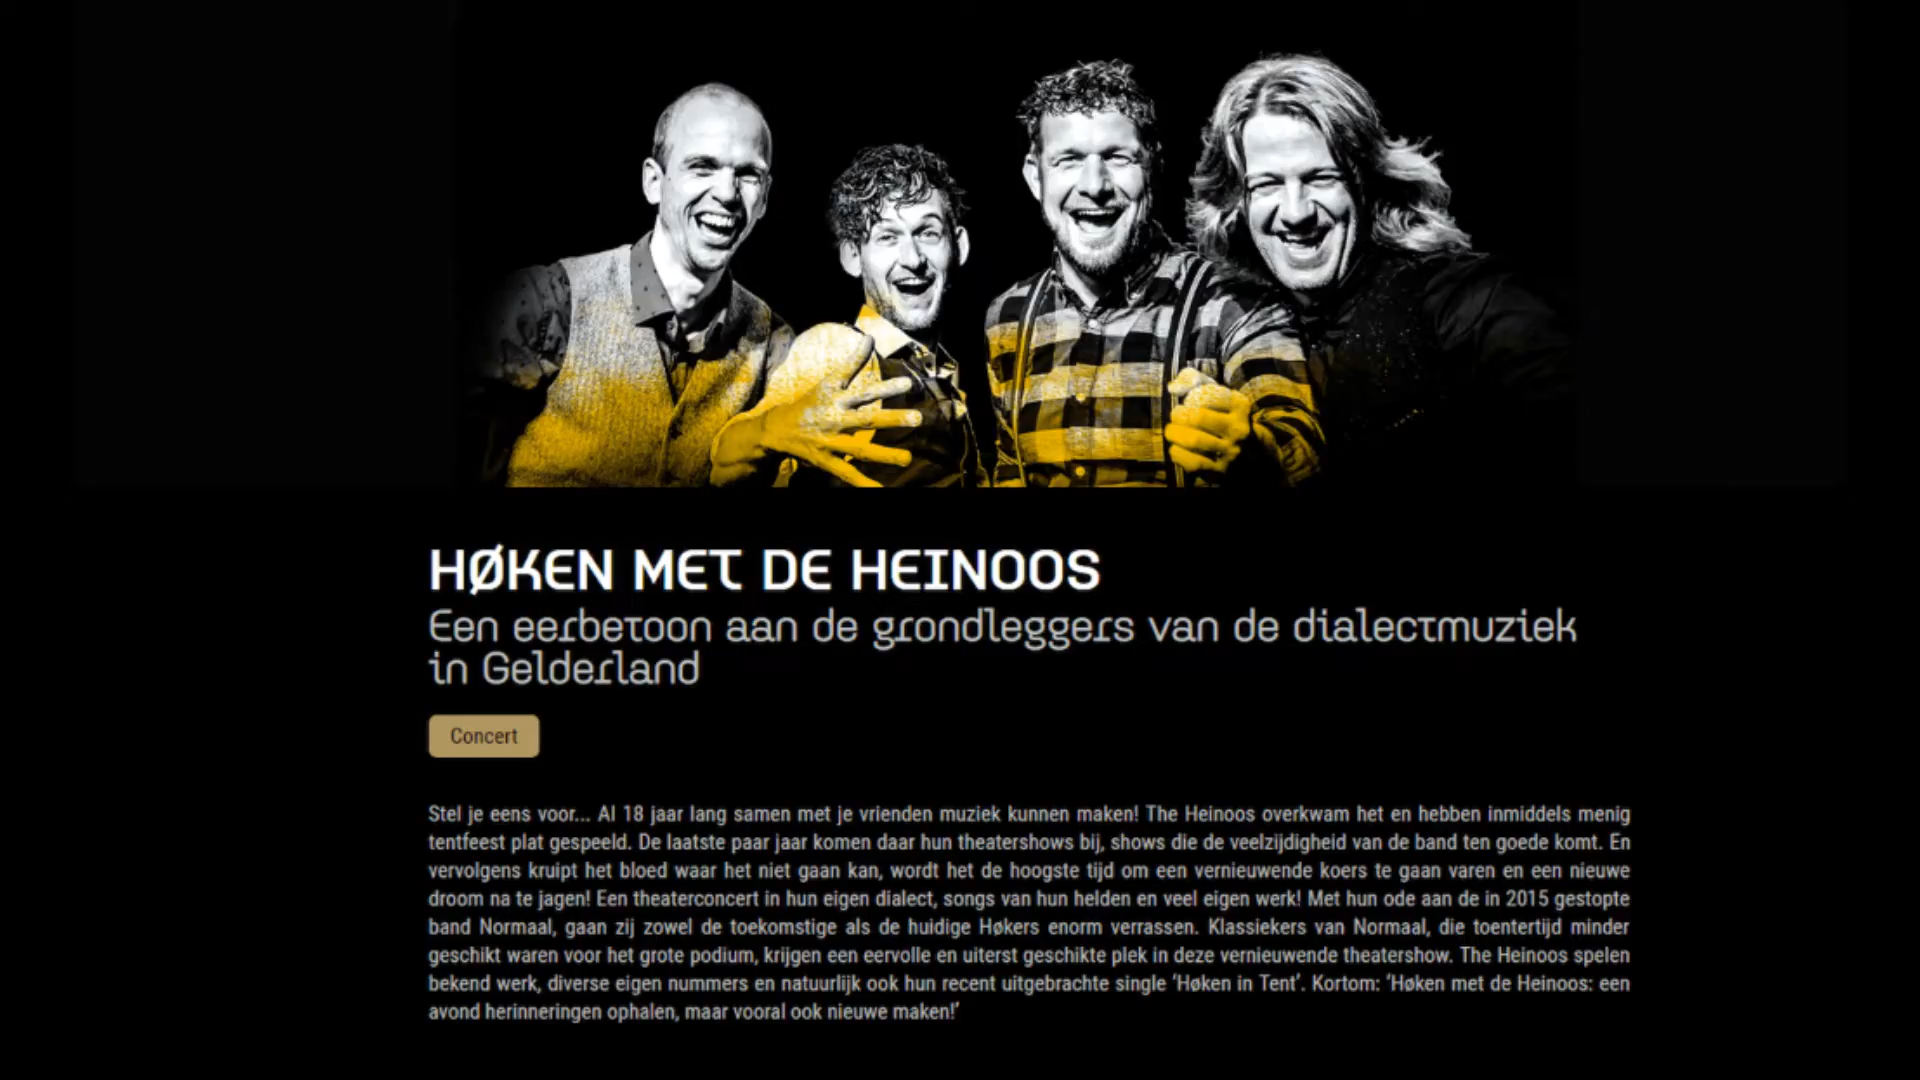 HØKEN MET DE HEINOOS
Een eerbetoon aan de grondleggers van de dialectmuziek
in Gelderland
Concert
Stel je eens voor... Al 18 jaar lang samen met je vrienden muziek kunnen maken! The Heinoos overkwam het en hebben inmiddels menig
tentfeest plat gespeeld. De laatste paar jaar komen daar hun theatershows bij, shows die de veelzijdigheid van de band ten goede komt. En
vervolgens kruipt het bloed waar het niet gaan kan, wordt het de hoogste tijd om een vernieuwende koers te gaan varen en een nieuwe
droom na te jagen! Een theaterconcert in hun eigen dialect, songs van hun helden en veel eigen werk! Met hun ode aan de in 2015 gestopte
band Normaal, gaan zij zowel de toekomstige als de huidige Høkers enorm verrassen. Klassiekers van Normaal, die toentertijd minder
geschikt waren voor het grote podium, krijgen een eervolle en uiterst geschikte plek in deze vernieuwende theatershow. The Heinoos spelen
bekend werk, diverse eigen nummers en natuurlijk ook hun recent uitgebrachte single ‘Høken in Tent’. Kortom: ‘Høken met de Heinoos: een
avond herinneringen ophalen, maar vooral ook nieuwe maken!’